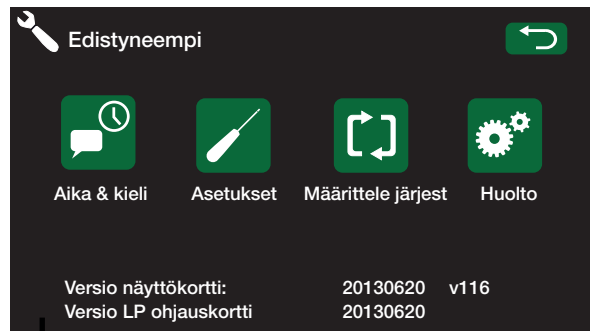 Edistyneempi
Aika & kieli Asetukset Määrittele järjest Huolto
Versio näyttökortti: 20130620 v116
Versio LP ohjauskortti 20130620